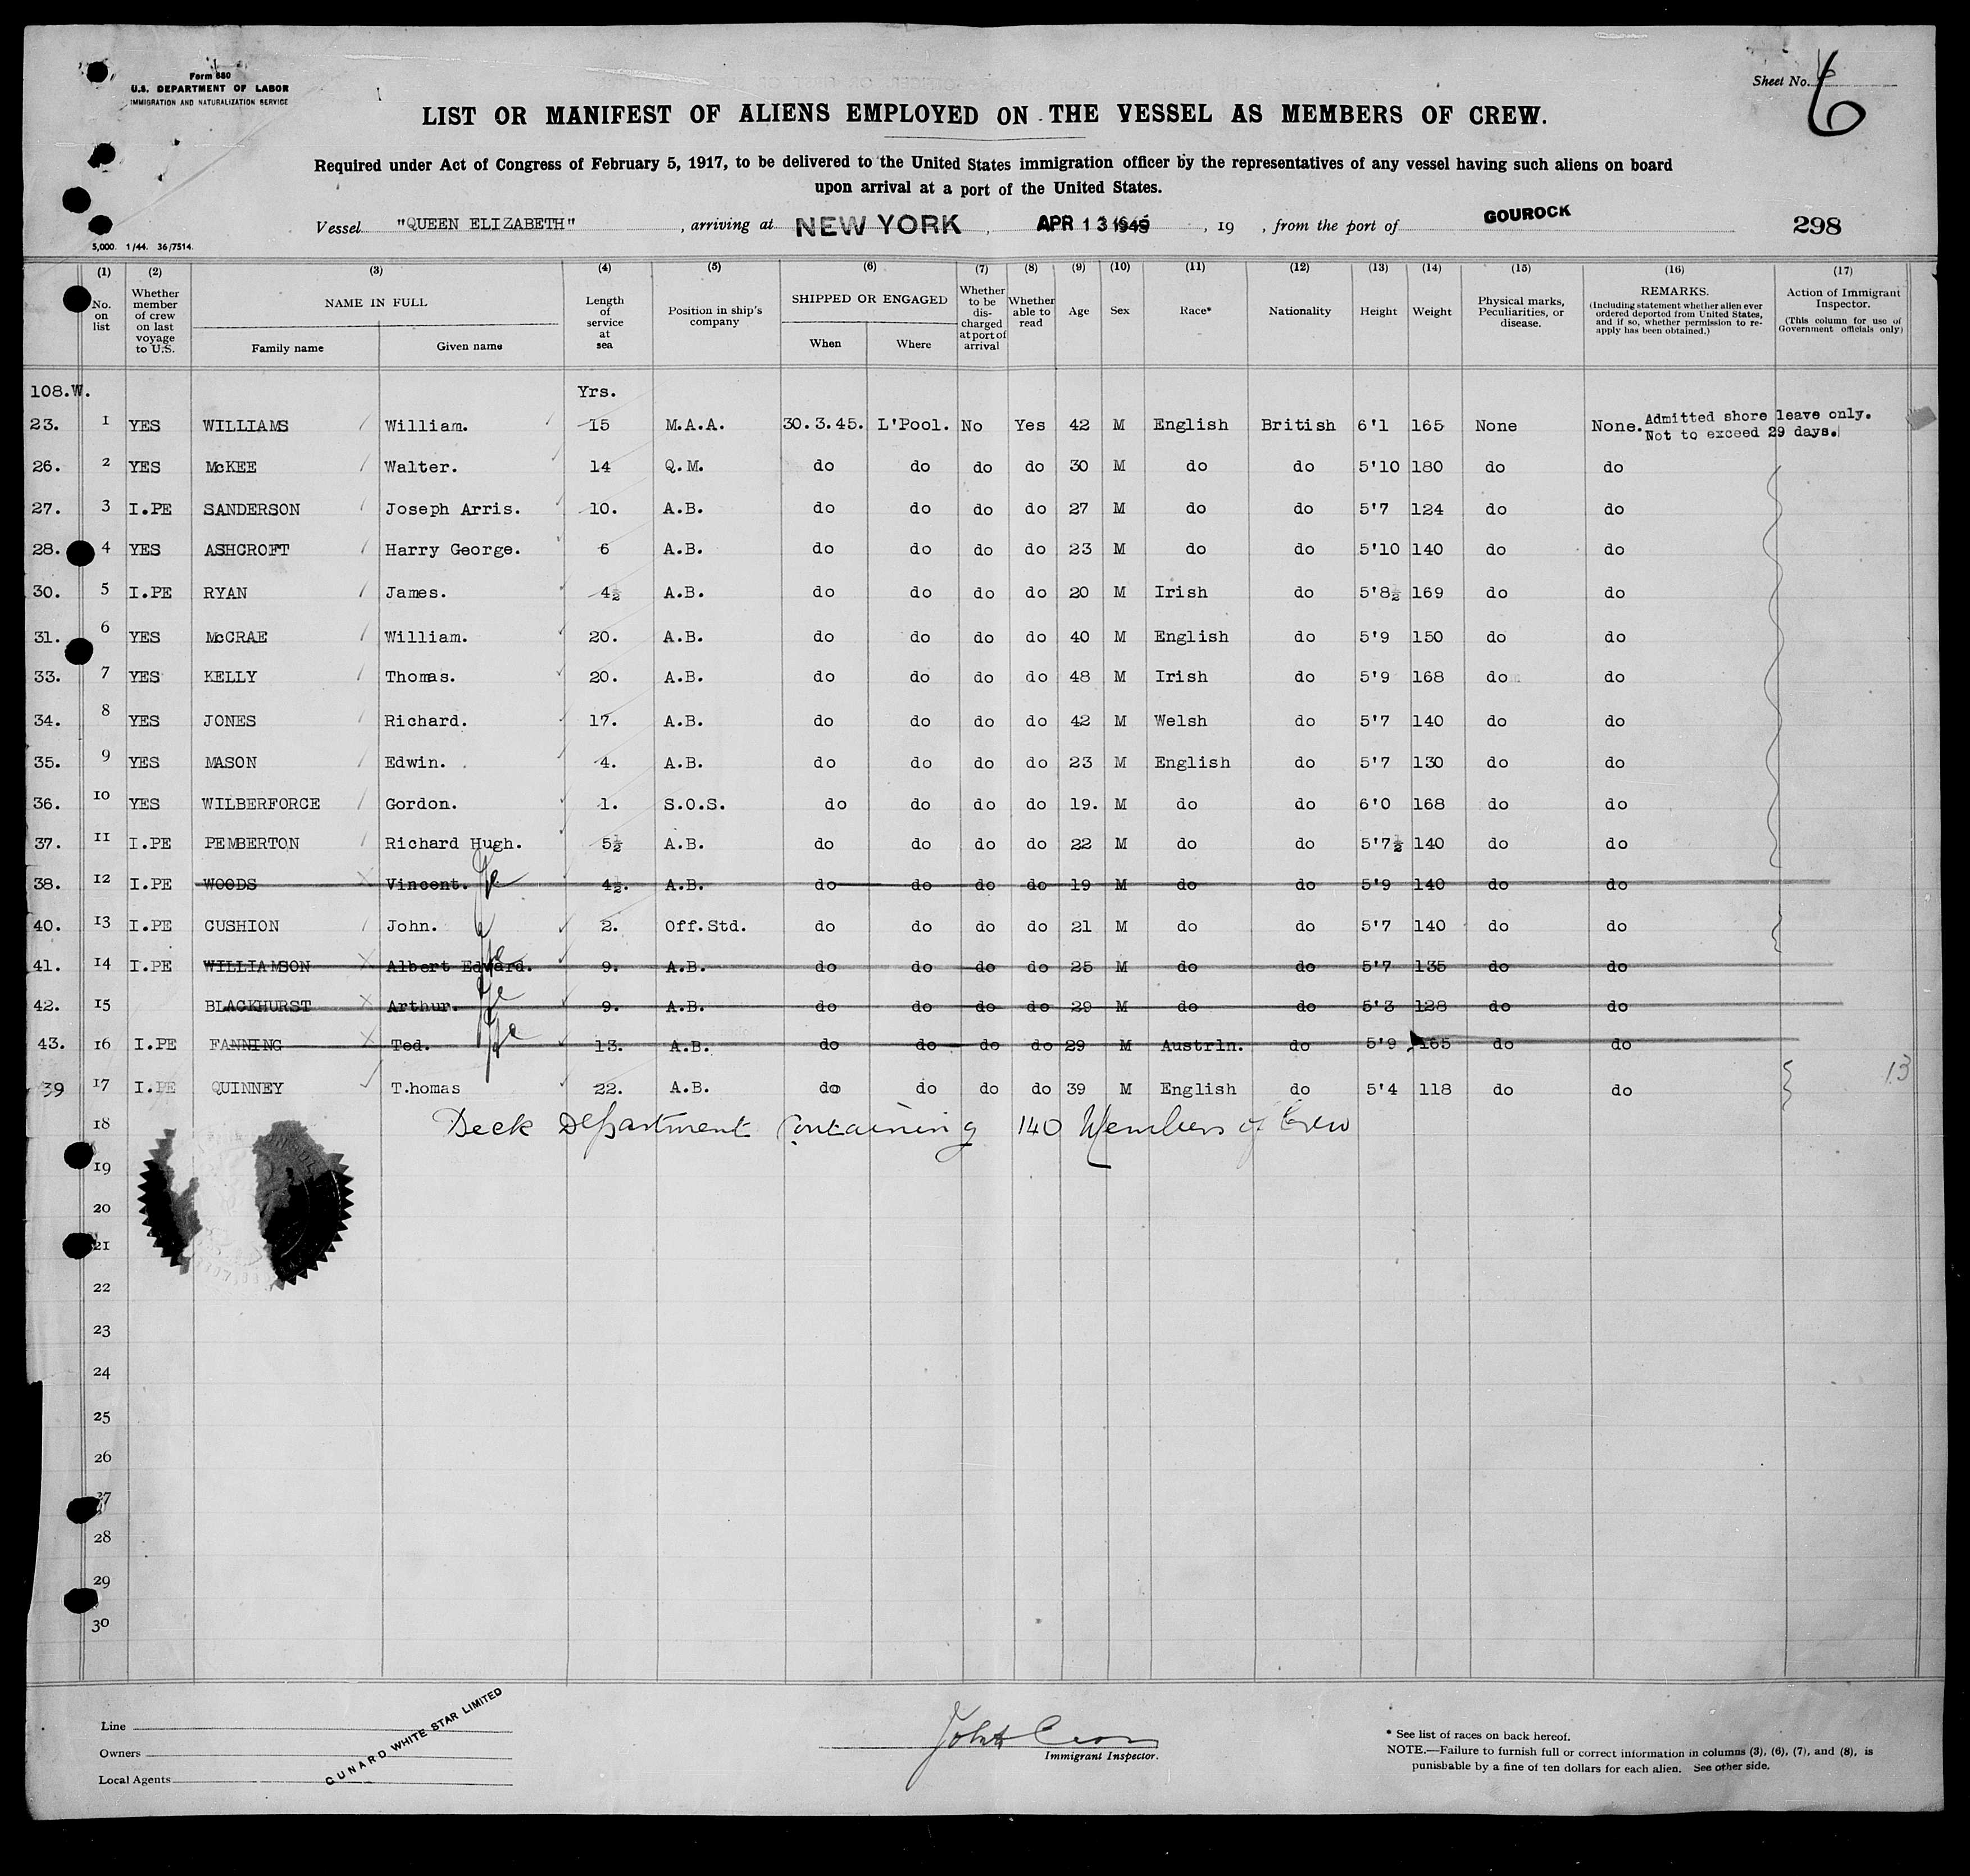 Form 680
U.S. DEPARTMENT OF LABOR
IMMIGRATION AND NATURALIZATION SERVICE
Sheet No. 6
LIST OR MANIFEST OF ALIENS EMPLOYED ON THE VESSEL AS MEMBERS OF CREW.
Required under Act of Congress of February 5, 1917, to be delivered to the United States immigration officer by the representatives of any vessel having such aliens on board
upon arrival at a port of the United States.
Vessel "QUEEN ELIZABETH", arriving at NEW YORK, APR 13 1945, 19 , from the port of GOUROCK
298
5,000. 1/44. 36/7514.
(1) (2) (3) (4) (5) (6) (7) (8) (9) (10) (11) (12) (13) (14) (15) (16) (17)
No. on list
Whether member of crew on last voyage to U.S.
NAME IN FULL
Family name
Given name
Length of service at sea
Position in ship's company
SHIPPED OR ENGAGED
When
Where
Whether to be discharged at port of arrival
Whether able to read
Age
Sex
Race*
Nationality
Height
Weight
Physical marks, Peculiarities, or disease.
REMARKS.
(Including statement whether alien ever ordered deported from United States, and if so, whether permission to re-apply has been obtained.)
Action of Immigrant Inspector.
(This column for use of Government officials only)
108.W. Yrs.
23. 1 YES WILLIAMS William. 15 M.A.A. 30.3.45. L'Pool. No Yes 42 M English British 6'1 165 None None. Admitted shore leave only.
Not to exceed 29 days.
26. 2 YES McKEE Walter. 14 Q.M. do do do do 30 M do do 5'10 180 do do
27. 3 I.PE SANDERSON Joseph Arris. 10. A.B. do do do do 27 M do do 5'7 124 do do
28. 4 YES ASHCROFT Harry George. 6 A.B. do do do do 23 M do do 5'10 140 do do
30. 5 I.PE RYAN James. 4½ A.B. do do do do 20 M Irish do 5'8½ 169 do do
31. 6 YES McCRAE William. 20. A.B. do do do do 40 M English do 5'9 150 do do
33. 7 YES KELLY Thomas. 20. A.B. do do do do 48 M Irish do 5'9 168 do do
34. 8 YES JONES Richard. 17. A.B. do do do do 42 M Welsh do 5'7 140 do do
35. 9 YES MASON Edwin. 4. A.B. do do do do 23 M English do 5'7 130 do do
36. 10 YES WILBERFORCE Gordon. 1. S.O.S. do do do do 19. M do do 6'0 168 do do
37. 11 I.PE PEMBERTON Richard Hugh. 5½ A.B. do do do do 22 M do do 5'7½ 140 do do
38. 12 I.PE WOODS Vincent. 4½. A.B. do do do do 19 M do do 5'9 140 do do
40. 13 I.PE CUSHION John. 2. Off.Std. do do do do 21 M do do 5'7 140 do do
41. 14 I.PE WILLIAMSON Albert Edward. 9. A.B. do do do do 25 M do do 5'7 135 do do
42. 15 BLACKHURST Arthur. 9. A.B. do do do do 29 M do do 5'3 128 do do
43. 16 I.PE FANNING Ted. 13. A.B. do do do do 29 M Austrln. do 5'9 165 do do
39 17 I.PE QUINNEY T.homas 22. A.B. do do do do 39 M English do 5'4 118 do do 13
18 Deck Department Containing 140 Members of Crew
19
20
21
22
23
24
25
26
27
28
29
30
Line
Owners
Local Agents
CUNARD WHITE STAR LIMITED
Immigrant Inspector.
* See list of races on back hereof.
NOTE.—Failure to furnish full or correct information in columns (3), (6), (7), and (8), is
punishable by a fine of ten dollars for each alien. See other side.